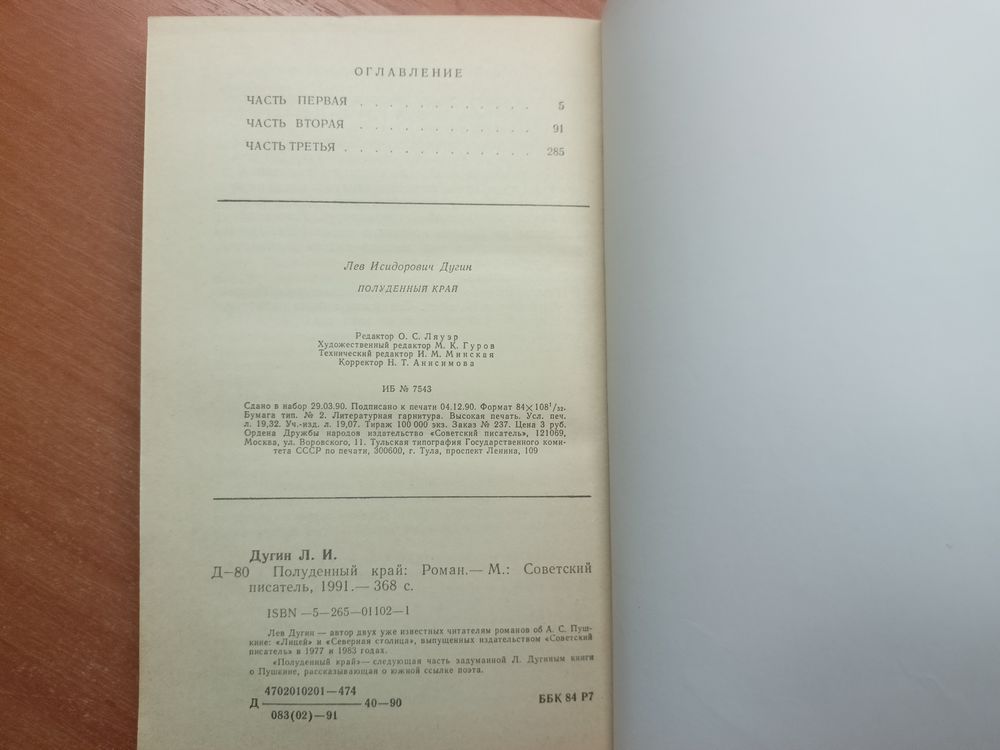 ОГЛАВЛЕНИЕ
ЧАСТЬ ПЕРВАЯ . . . . . . . . . . . . 5
ЧАСТЬ ВТОРАЯ . . . . . . . . . . . . 91
ЧАСТЬ ТРЕТЬЯ . . . . . . . . . . . . . 285
Лев Исидорович Дугин
ПОЛУДЕННЫЙ КРАЙ
Редактор О. С. Ляуэр
Художественный редактор М. К. Гуров
Технический редактор И. М. Минская
Корректор Н. Т. Анисимова
ИБ № 7543
Сдано в набор 29.03.90. Подписано к печати 04.12.90. Формат 84×108¹/₃₂.
Бумага тип. № 2. Литературная гарнитура. Высокая печать. Усл. печ.
л. 19,32. Уч.-изд. л. 19,07. Тираж 100 000 экз. Заказ № 237. Цена 3 руб.
Ордена Дружбы народов издательство «Советский писатель», 121069,
Москва, ул. Воровского, 11. Тульская типография Государственного коми-
тета СССР по печати, 300600, г. Тула, проспект Ленина, 109
Дугин Л. И.
Д—80 Полуденный край: Роман.— М.: Советский
писатель, 1991.— 368 с.
ISBN —5—265—01102—1
Лев Дугин — автор двух уже известных читателям романов об А. С. Пуш-
кине: «Лицей» и «Северная столица», выпущенных издательством «Советский
писатель» в 1977 и 1983 годах.
«Полуденный край»— следующая часть задуманной Л. Дугиным книги
о Пушкине, рассказывающая о южной ссылке поэта.
4702010201—474
Д ——— 40—90
083(02)—91
ББК 84 Р7